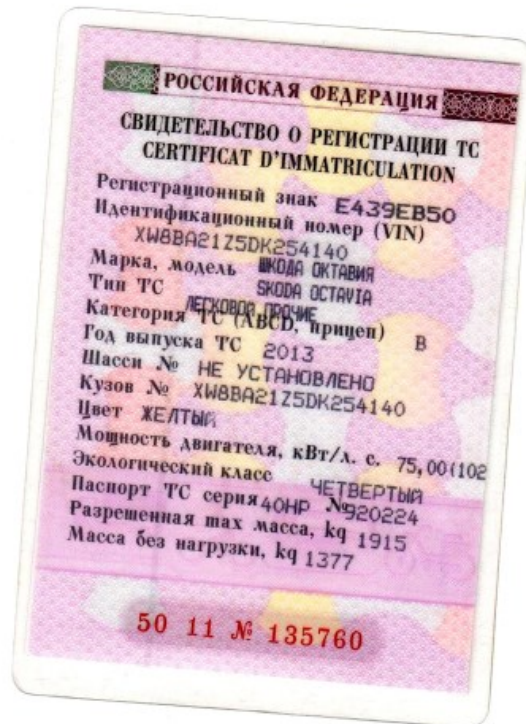 РОССИЙСКАЯ ФЕДЕРАЦИЯ
СВИДЕТЕЛЬСТВО О РЕГИСТРАЦИИ ТС
CERTIFICAT D'IMMATRICULATION
Регистрационный знак Е439ЕВ50
Идентификационный номер (VIN)
XW8BA21Z5DK254140
Марка, модель ШКОДА ОКТАВИЯ
SKODA OCTAVIA
Тип ТС ЛЕГКОВОЙ ПРОЧИЕ
Категория ТС (ABCD, прицеп) B
Год выпуска ТС 2013
Шасси № НЕ УСТАНОВЛЕНО
Кузов № XW8BA21Z5DK254140
Цвет ЖЕЛТЫЙ
Мощность двигателя, кВт/л. с. 75,00(102
Экологический класс ЧЕТВЕРТЫЙ
Паспорт ТС серия 40НР №920224
Разрешенная max масса, kg 1915
Масса без нагрузки, kg 1377
50 11 № 135760